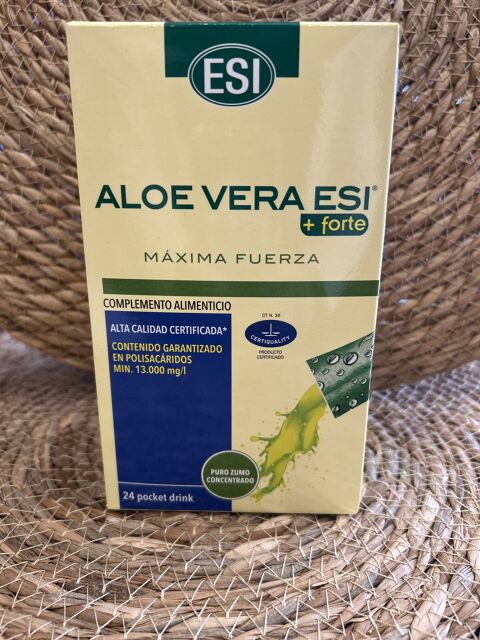 ESI
ALOE VERA ESI®
+ forte
MÁXIMA FUERZA
COMPLEMENTO ALIMENTICIO
ALTA CALIDAD CERTIFICADA*
CONTENIDO GARANTIZADO
EN POLISACÁRIDOS
MIN. 13.000 mg/l
DT N. 30
CERTIQUALITY
PRODUCTO
CERTIFICADO
PURO ZUMO
CONCENTRADO
24 pocket drink